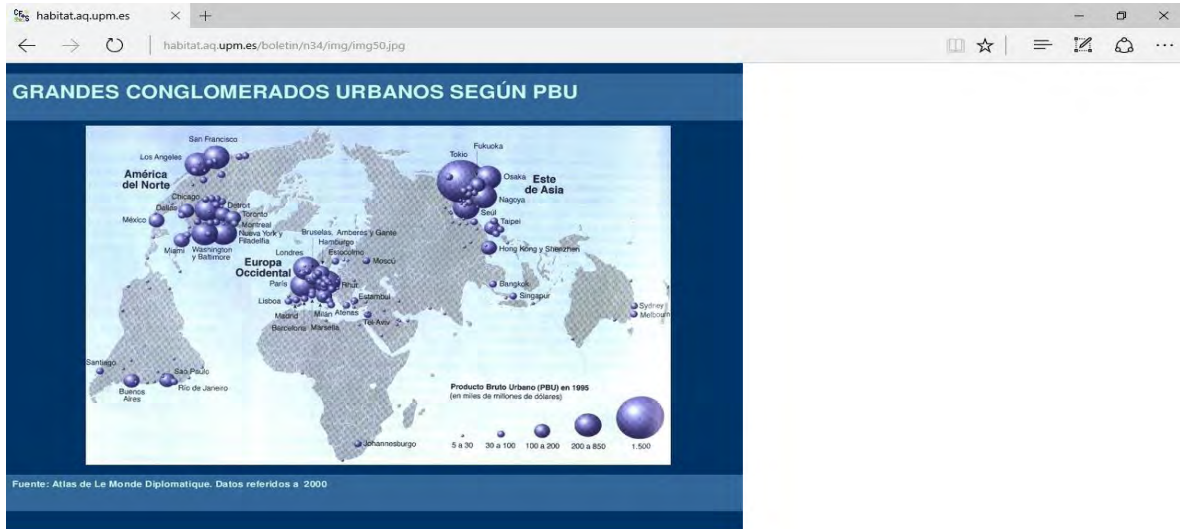 habitat.aq.upm.es
habitat.aq.upm.es/boletin/n34/img/img50.jpg
GRANDES CONGLOMERADOS URBANOS SEGÚN PBU
San Francisco
Los Angeles
América
del Norte
Chicago
Dallas
Detroit
Toronto
México
Montreal
Nueva York y
Filadelfia
Miami
Washington
y Baltimore
Bruselas, Amberes y Gante
Hamburgo
Londres
Estocolmo
Moscú
Europa
Occidental
París
Rhur
Lisboa
Estambul
Madrid
Milán
Atenas
Tel-Aviv
Barcelona
Marsella
Fukuoka
Tokio
Osaka
Este
de Asia
Nagoya
Seúl
Taipei
Hong Kong y Shenzhen
Bangkok
Singapur
Sydney
Melbourn
Santiago
Sao Paulo
Río de Janeiro
Buenos
Aires
Johannesburgo
Producto Bruto Urbano (PBU) en 1995
(en miles de millones de dólares)
5 a 30 30 a 100 100 a 200 200 a 850 1.500
Fuente: Atlas de Le Monde Diplomatique. Datos referidos a 2000